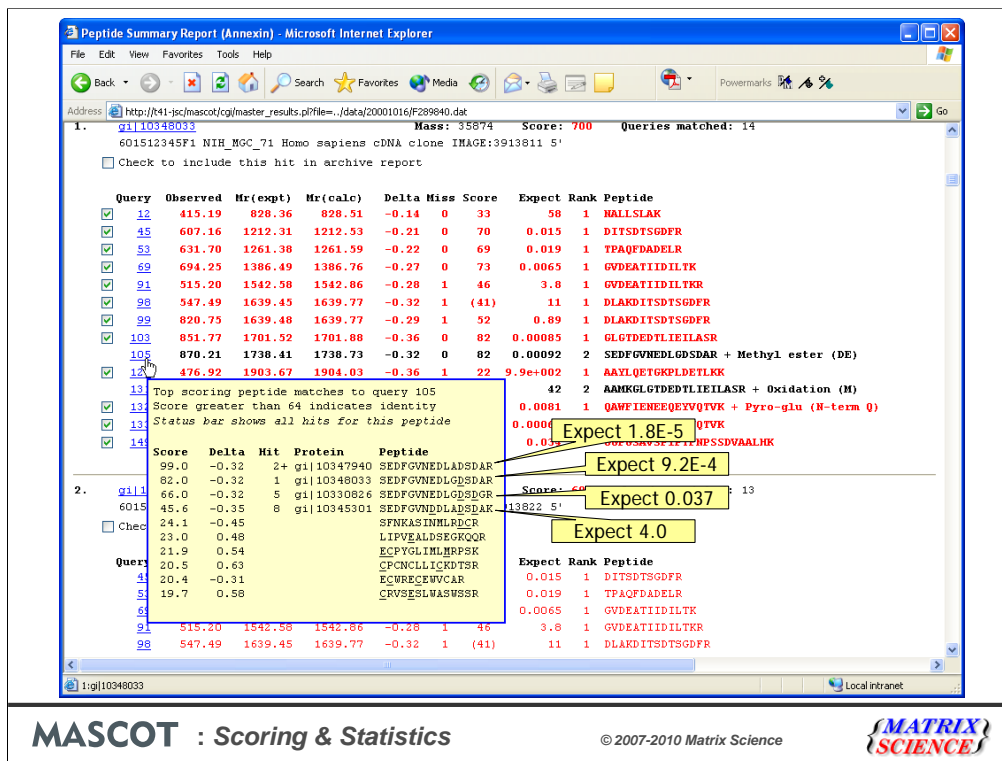 Peptide Summary Report (Annexin) - Microsoft Internet Explorer
File Edit View Favorites Tools Help
Back Search Favorites Media Powermarks
Address http://t41-jsc/mascot/cgi/master_results.pl?file=../data/20001016/F289840.dat Go
1. gi|10348033 Mass: 35874 Score: 700 Queries matched: 14
601512345F1 NIH_MGC_71 Homo sapiens cDNA clone IMAGE:3913811 5'
Check to include this hit in archive report
Query Observed Mr(expt) Mr(calc) Delta Miss Score Expect Rank Peptide
12 415.19 828.36 828.51 -0.14 0 33 58 1 NALLSLAK
45 607.16 1212.31 1212.53 -0.21 0 70 0.015 1 DITSDTSGDFR
53 631.70 1261.38 1261.59 -0.22 0 69 0.019 1 TPAQFDADELR
69 694.25 1386.49 1386.76 -0.27 0 73 0.0065 1 GVDEATIIDILTK
91 515.20 1542.58 1542.86 -0.28 1 46 3.8 1 GVDEATIIDILTKR
98 547.49 1639.45 1639.77 -0.32 1 (41) 11 1 DLAKDITSDTSGDFR
99 820.75 1639.48 1639.77 -0.29 1 52 0.89 1 DLAKDITSDTSGDFR
103 851.77 1701.52 1701.88 -0.36 0 82 0.00085 1 GLGTDEDTLIEILASR
105 870.21 1738.41 1738.73 -0.32 0 82 0.00092 2 SEDFGVNEDLGDSDAR + Methyl ester (DE)
476.92 1903.67 1904.03 -0.36 1 22 9.9e+002 1 AAYLQETGKPLDETLKK
42 2 AAMKGLGTDEDTLIEILASR + Oxidation (M)
0.0081 1 QAWFIENEEQEYVQTVK + Pyro-glu (N-term Q)
149
Top scoring peptide matches to query 105
Score greater than 64 indicates identity
Status bar shows all hits for this peptide
Score Delta Hit Protein Peptide
99.0 -0.32 2+ gi|10347940 SEDFGVNEDLADSDAR
82.0 -0.32 1 gi|10348033 SEDFGVNEDLGDSDAR
66.0 -0.32 5 gi|10330826 SEDFGVNEDLGDSDGR
45.6 -0.35 8 gi|10345301 SEDFGVNDDLADSDAK
24.1 -0.45 SFNKASINMLRDCR
23.0 0.48 LIPVEALDSEGKQQR
21.9 0.54 ECPYGLIMLMRPSK
20.5 0.63 CPCNCLLICKDTSR
20.4 -0.31 ECWRECEWVCAR
19.7 0.58 CRVSESLWASWSSR
Expect 1.8E-5
Expect 9.2E-4
Expect 0.037
Expect 4.0
2. Score: : 13
6015 913822 5'
Chec
Query Expect Rank Peptide
0.015 1 DITSDTSGDFR
0.019 1 TPAQFDADELR
0.0065 1 GVDEATIIDILTK
91 515.20 1542.58 1542.86 -0.28 1 46 3.8 1 GVDEATIIDILTKR
98 547.49 1639.45 1639.77 -0.32 1 (41) 11 1 DLAKDITSDTSGDFR
1:gi|10348033 Local intranet
MASCOT : Scoring & Statistics © 2007-2010 Matrix Science MATRIX SCIENCE